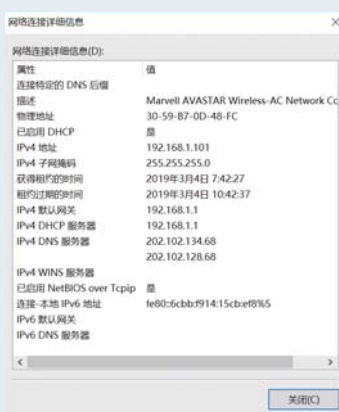 网络连接详细信息
网络连接详细信息(D):
属性 值
连接特定的 DNS 后缀
描述 Marvell AVASTAR Wireless-AC Network Cc
物理地址 30-59-B7-0D-48-FC
已启用 DHCP 是
IPv4 地址 192.168.1.101
IPv4 子网掩码 255.255.255.0
获得租约的时间 2019年3月4日 7:42:27
租约过期的时间 2019年3月4日 10:42:37
IPv4 默认网关 192.168.1.1
IPv4 DHCP 服务器 192.168.1.1
IPv4 DNS 服务器 202.102.134.68
202.102.128.68
IPv4 WINS 服务器
已启用 NetBIOS over Tcpip 是
连接-本地 IPv6 地址 fe80::6cbb:f914:15cb:ef8%5
IPv6 默认网关
IPv6 DNS 服务器
关闭(C)